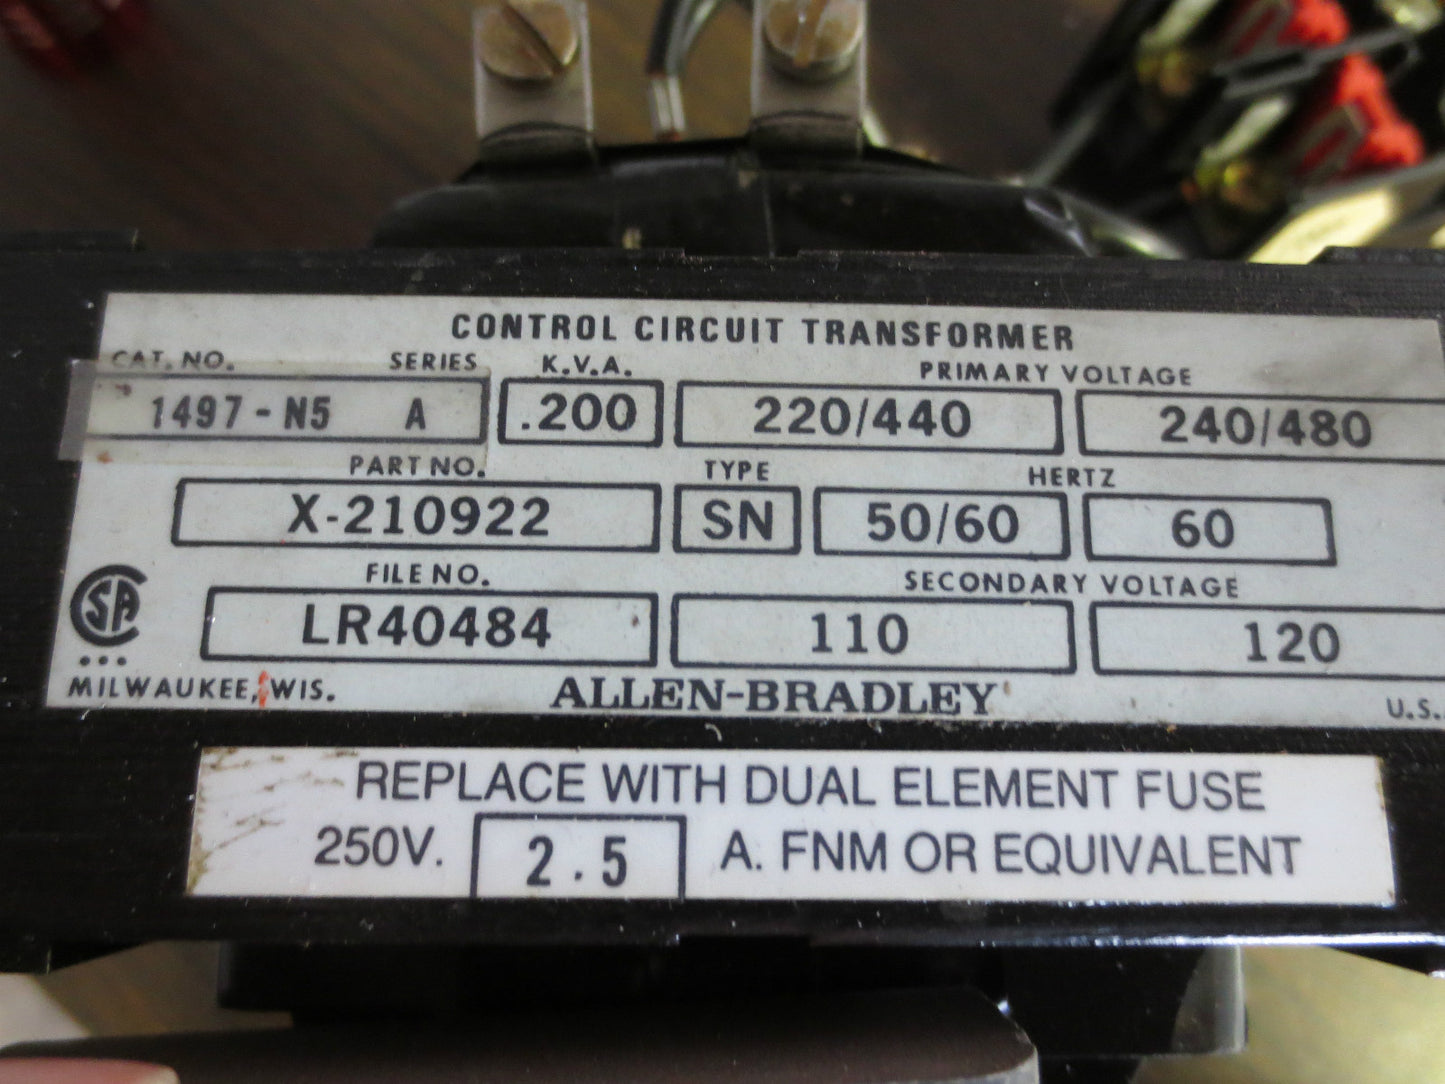 CONTROL CIRCUIT TRANSFORMER
CAT. NO. SERIES K.V.A. PRIMARY VOLTAGE
1497-N5 A .200 220/440 240/480
PART NO. TYPE HERTZ
X-210922 SN 50/60 60
FILE NO. SECONDARY VOLTAGE
SA LR40484 110 120
MILWAUKEE, WIS. ALLEN-BRADLEY U.S.
REPLACE WITH DUAL ELEMENT FUSE
250V. 2.5 A. FNM OR EQUIVALENT